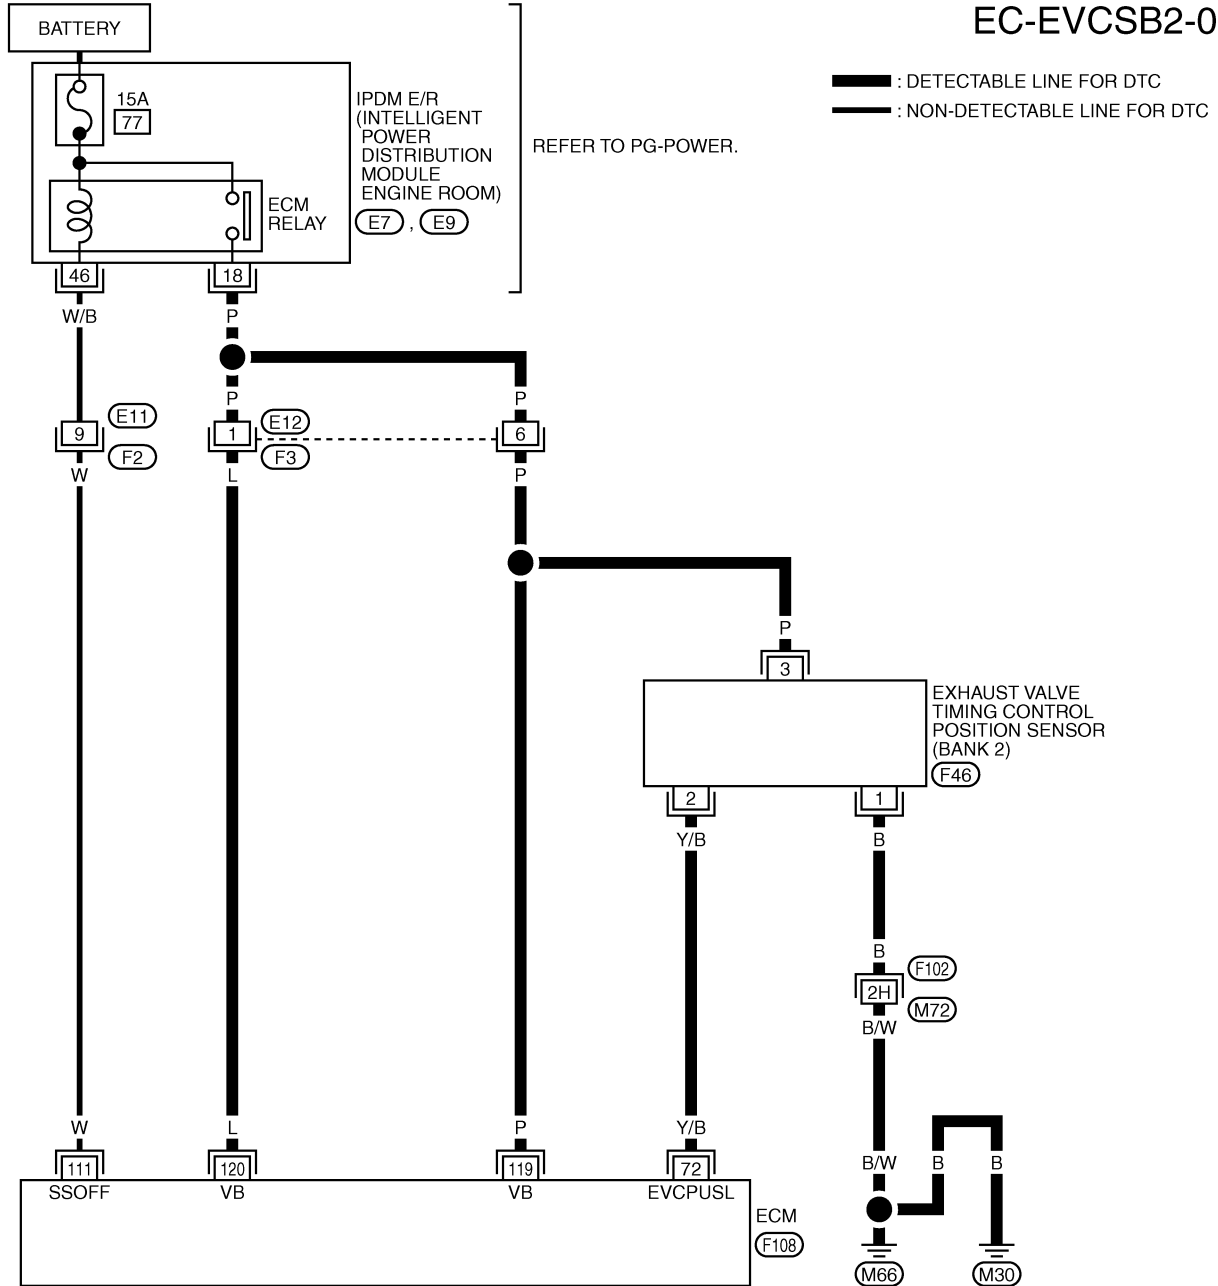 EC-EVCSB2-0
BATTERY
: DETECTABLE LINE FOR DTC
: NON-DETECTABLE LINE FOR DTC
15A
77
IPDM E/R
(INTELLIGENT
POWER
DISTRIBUTION
MODULE
ENGINE ROOM)
E7 , E9
REFER TO PG-POWER.
ECM
RELAY
46
18
W/B
P
P
P
9
E11
F2
1
E12
F3
6
W
L
P
P
3
EXHAUST VALVE
TIMING CONTROL
POSITION SENSOR
(BANK 2)
F46
2
1
Y/B
B
B
F102
2H
M72
B/W
W
L
P
Y/B
B/W
B
B
111
120
119
72
SSOFF
VB
VB
EVCPUSL
ECM
F108
M66
M30